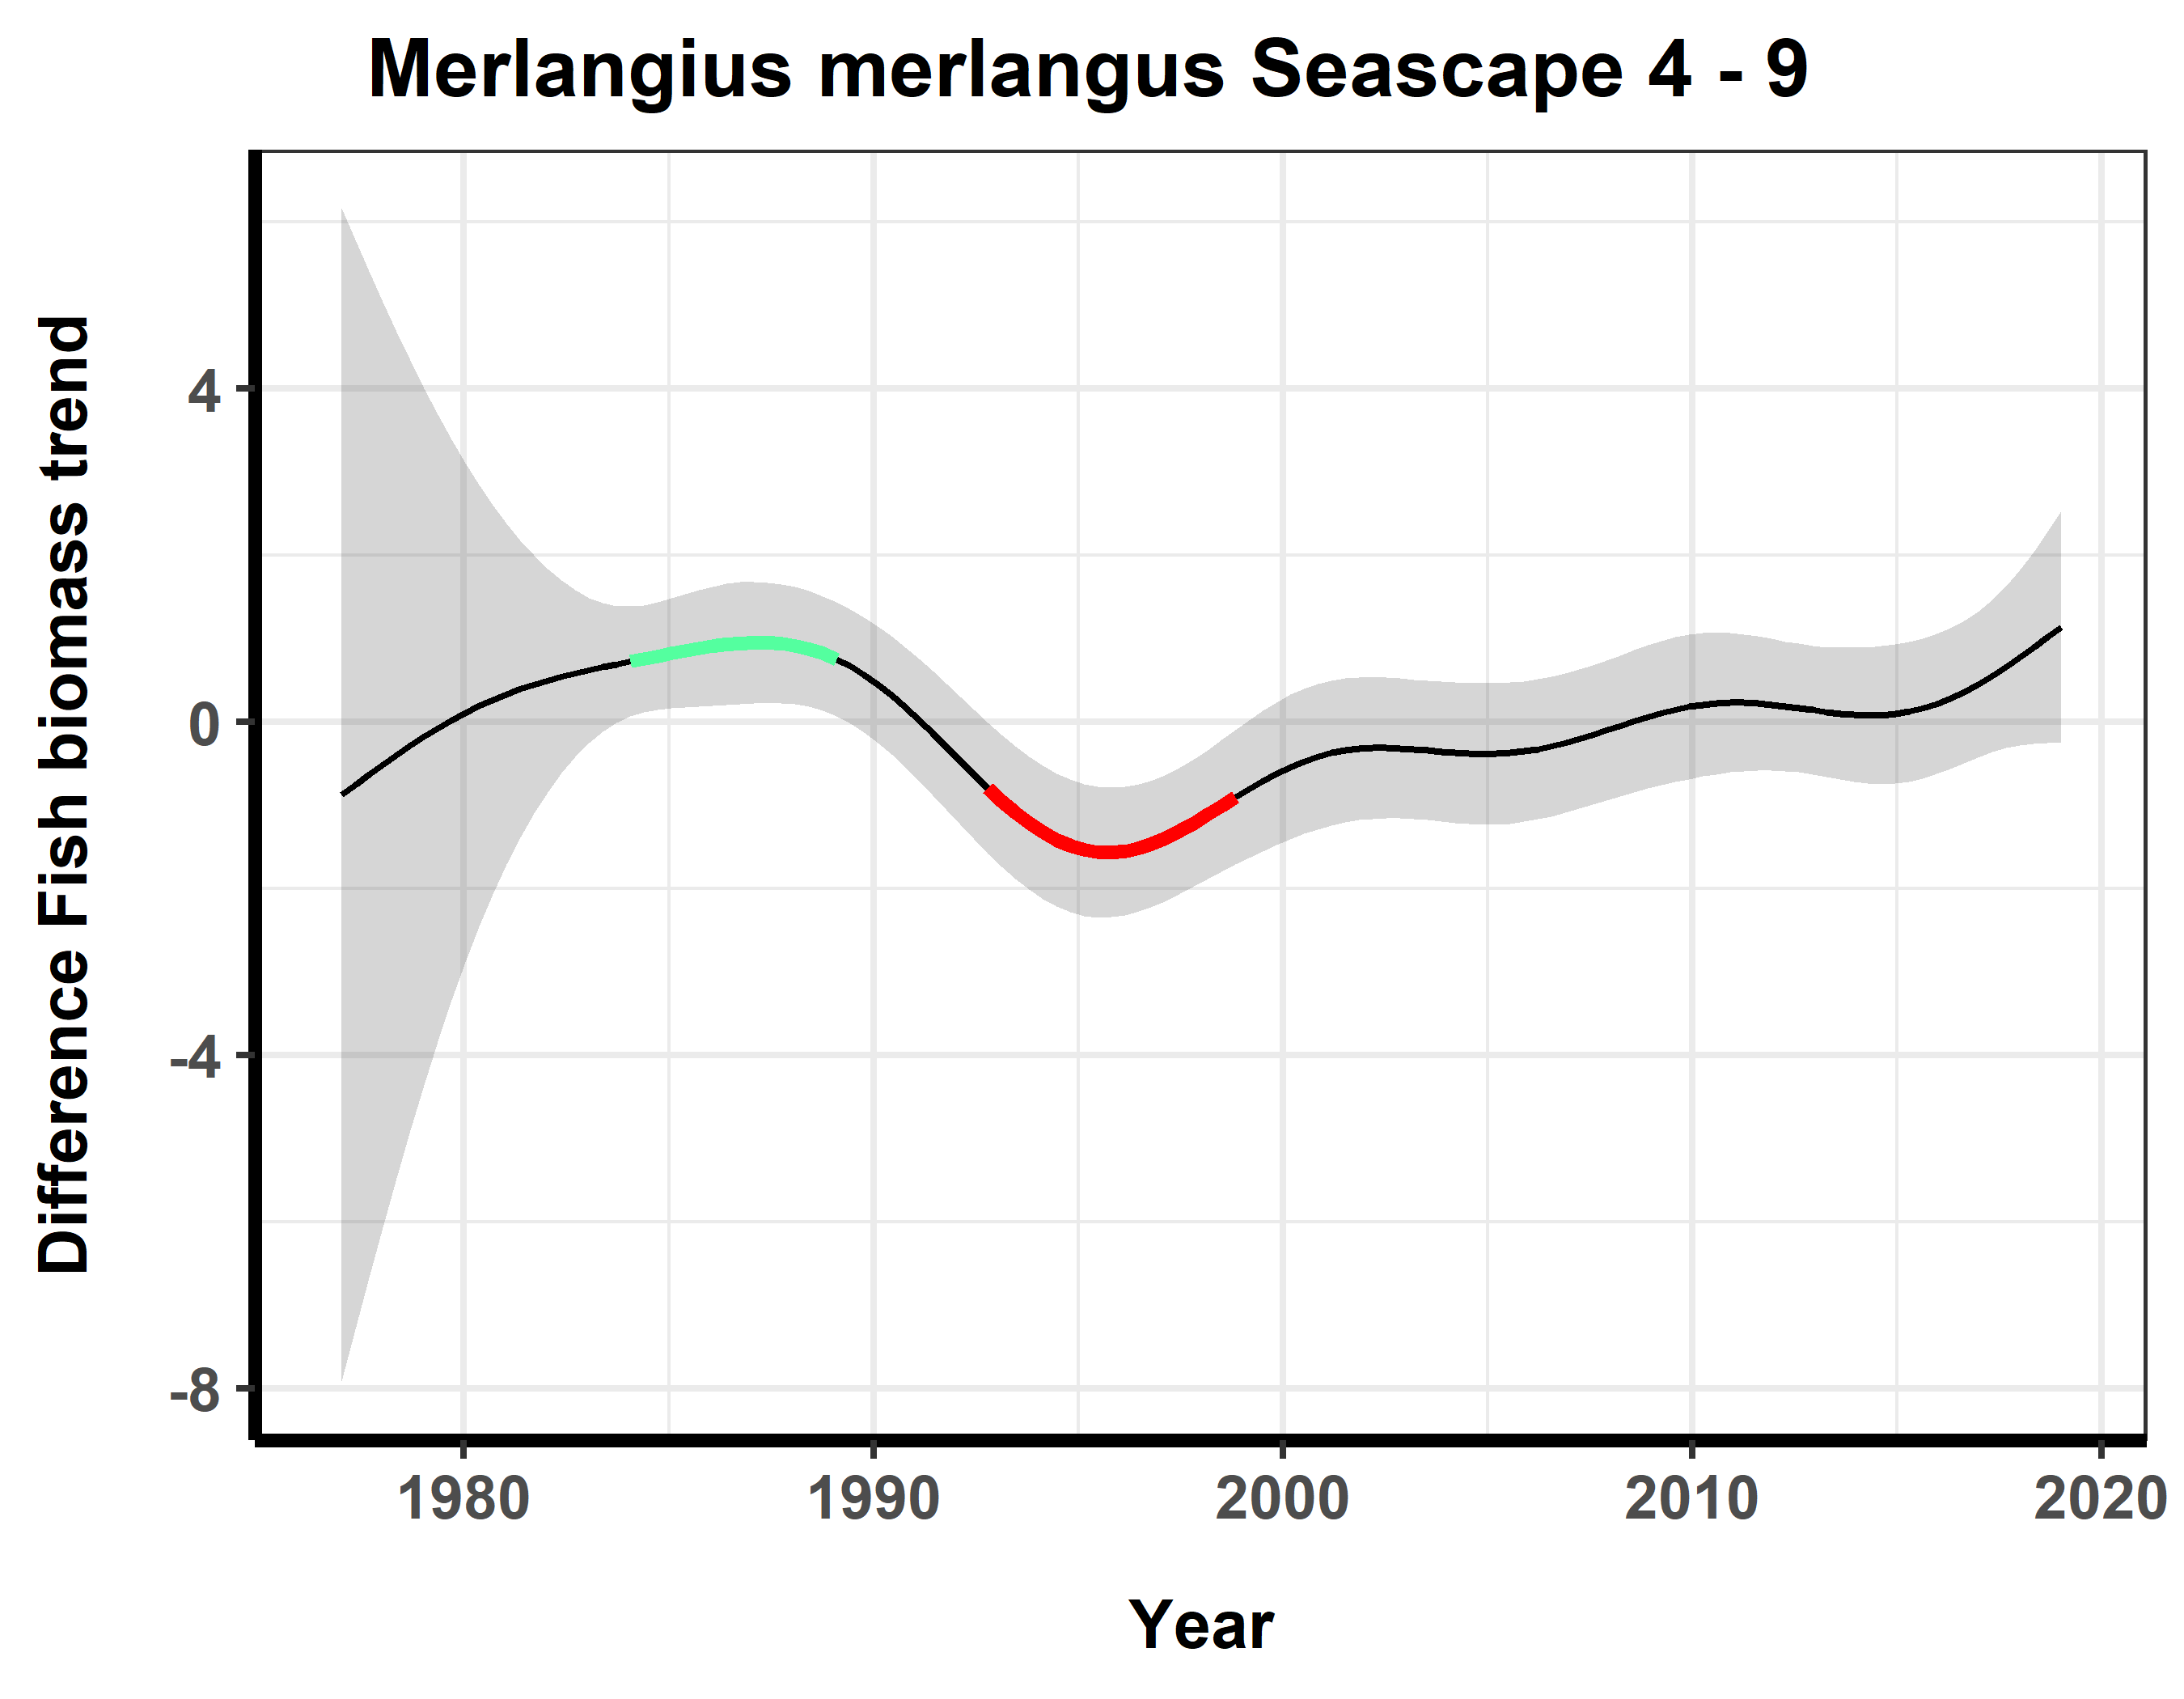 Merlangius merlangus Seascape 4 - 9
Difference Fish biomass trend
4
0
-4
-8
1980 1990 2000 2010 2020
Year